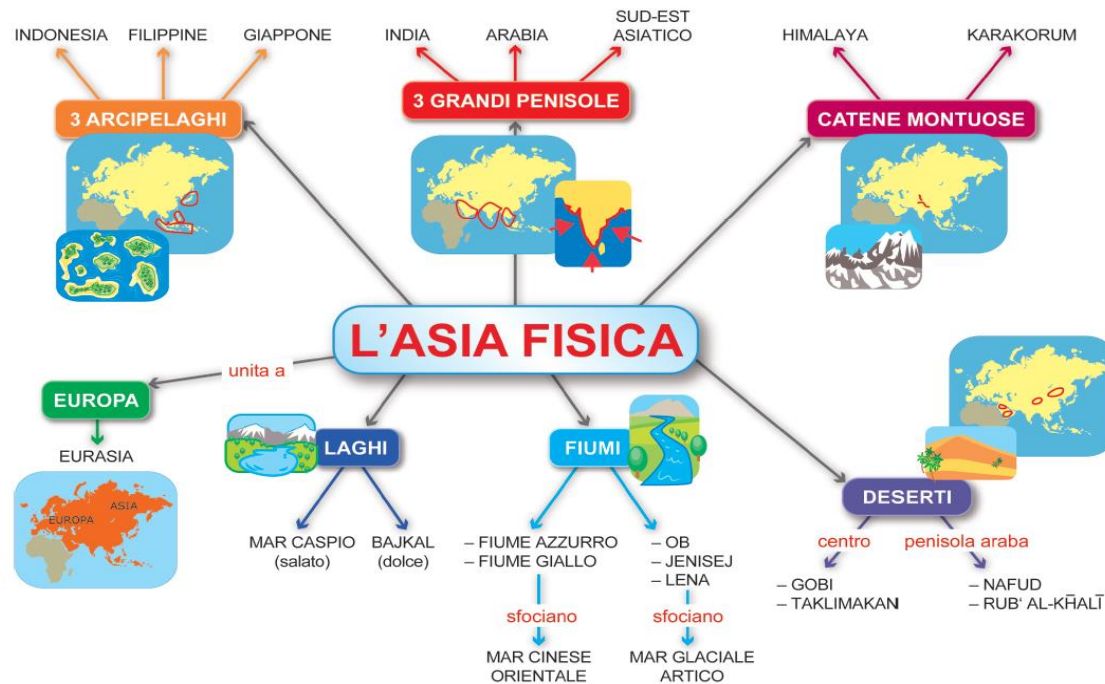 INDONESIA
FILIPPINE
GIAPPONE
3 ARCIPELAGHI
INDIA
ARABIA
SUD-EST
ASIATICO
3 GRANDI PENISOLE
HIMALAYA
KARAKORUM
CATENE MONTUOSE
L'ASIA FISICA
unita a
EUROPA
EURASIA
EUROPA
ASIA
LAGHI
MAR CASPIO
(salato)
BAJKAL
(dolce)
FIUMI
– FIUME AZZURRO
– FIUME GIALLO
sfociano
MAR CINESE
ORIENTALE
– OB
– JENISEJ
– LENA
sfociano
MAR GLACIALE
ARTICO
DESERTI
centro
– GOBI
– TAKLIMAKAN
penisola araba
– NAFUD
– RUB‘ AL-KH̄ALĪ